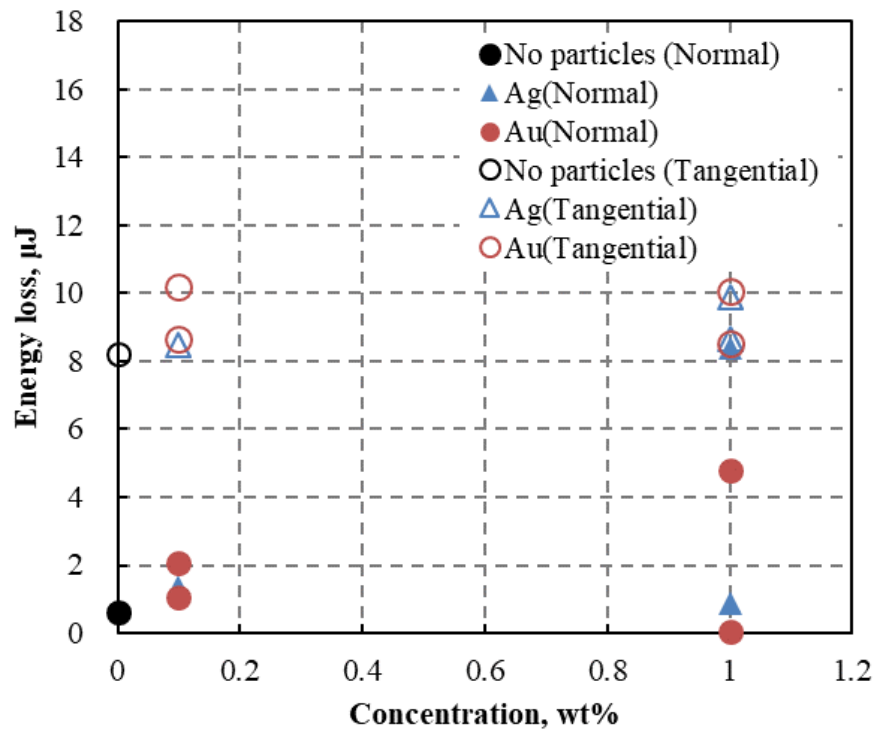 18
16
14
12
10
8
6
4
2
0
Energy loss, μJ
No particles (Normal)
Ag(Normal)
Au(Normal)
No particles (Tangential)
Ag(Tangential)
Au(Tangential)
0 0.2 0.4 0.6 0.8 1 1.2
Concentration, wt%